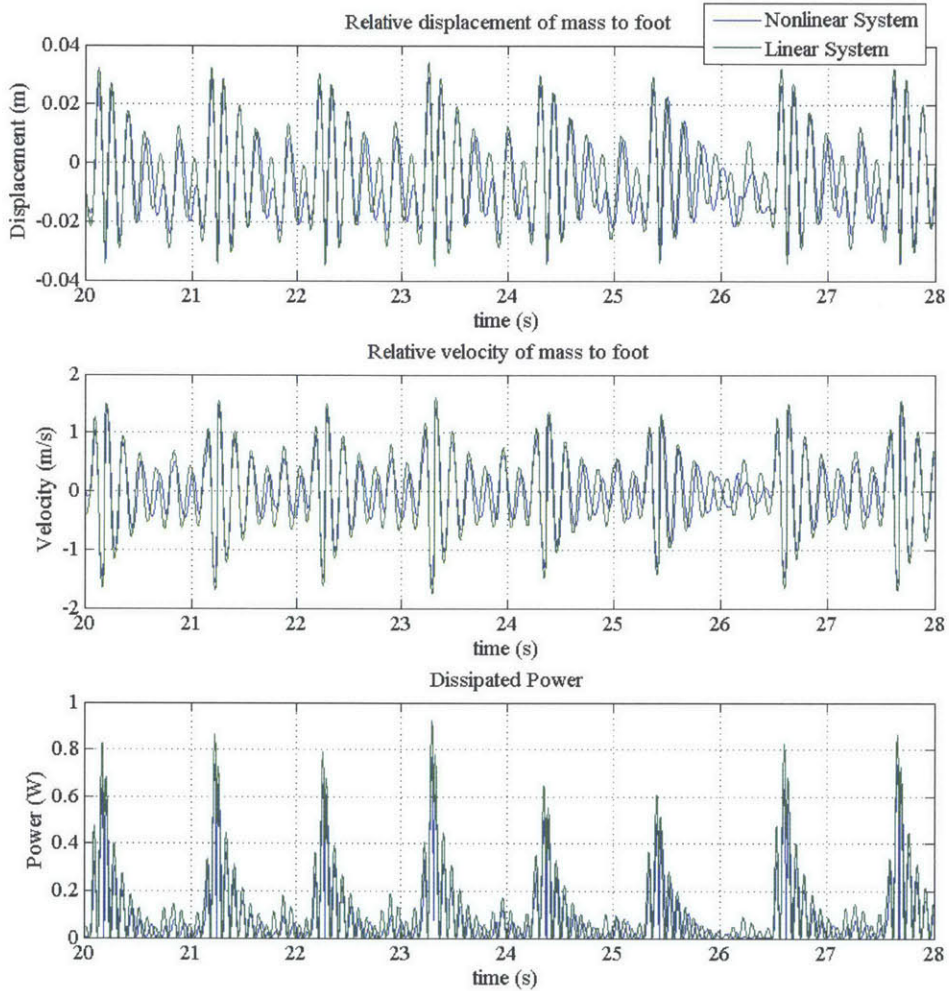 Relative displacement of mass to foot
Nonlinear System
Linear System
Displacement (m)
0.04
0.02
0
-0.02
-0.04
20 21 22 23 24 25 26 27 28
time (s)
Relative velocity of mass to foot
Velocity (m/s)
2
1
0
-1
-2
20 21 22 23 24 25 26 27 28
time (s)
Dissipated Power
Power (W)
1
0.8
0.6
0.4
0.2
0
20 21 22 23 24 25 26 27 28
time (s)